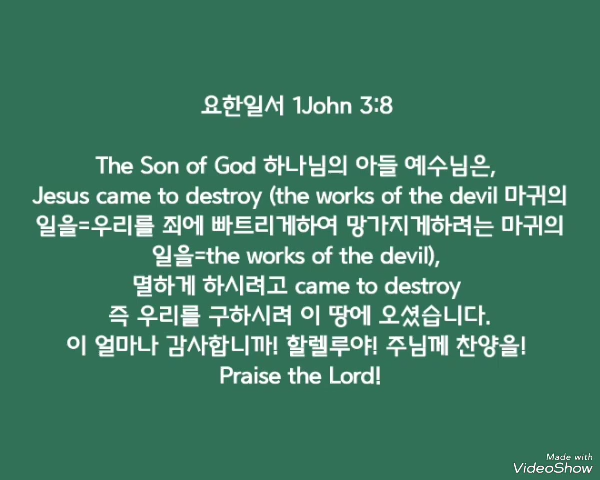 요한일서 1John 3:8
The Son of God 하나님의 아들 예수님은,
Jesus came to destroy (the works of the devil 마귀의
일을=우리를 죄에 빠트리게하여 망가지게하려는 마귀의
일을=the works of the devil),
멸하게 하시려고 came to destroy
즉 우리를 구하시려 이 땅에 오셨습니다.
이 얼마나 감사합니까! 할렐루야! 주님께 찬양을!
Praise the Lord!
Made with
VideoShow